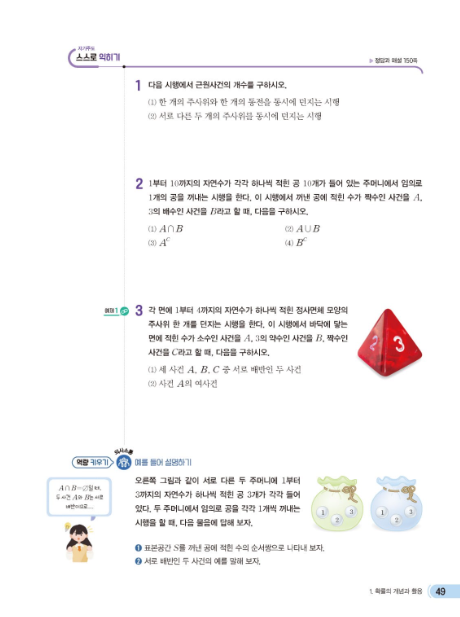 자기주도
스스로 익히기
▶ 정답과 해설 150쪽
1 다음 시행에서 근원사건의 개수를 구하시오.
(1) 한 개의 주사위와 한 개의 동전을 동시에 던지는 시행
(2) 서로 다른 두 개의 주사위를 동시에 던지는 시행
2 1부터 10까지의 자연수가 각각 하나씩 적힌 공 10개가 들어 있는 주머니에서 임의로
1개의 공을 꺼내는 시행을 한다. 이 시행에서 꺼낸 공에 적힌 수가 짝수인 사건을 A,
3의 배수인 사건을 B라고 할 때, 다음을 구하시오.
(1) A∩B (2) A∪B
(3) Aᶜ (4) Bᶜ
예제 1
3 각 면에 1부터 4까지의 자연수가 하나씩 적힌 정사면체 모양의
주사위 한 개를 던지는 시행을 한다. 이 시행에서 바닥에 닿는
면에 적힌 수가 소수인 사건을 A, 3의 약수인 사건을 B, 짝수인
사건을 C라고 할 때, 다음을 구하시오.
(1) 세 사건 A, B, C 중 서로 배반인 두 사건
(2) 사건 A의 여사건
2 3
역량 키우기
의사소통
예를 들어 설명하기
A∩B=∅일 때,
두 사건 A와 B는 서로
배반이므로…
오른쪽 그림과 같이 서로 다른 두 주머니에 1부터
3까지의 자연수가 하나씩 적힌 공 3개가 각각 들어
있다. 두 주머니에서 임의로 공을 각각 1개씩 꺼내는
시행을 할 때, 다음 물음에 답해 보자.
1 2 3
1 2 3
❶ 표본공간 S를 꺼낸 공에 적힌 수의 순서쌍으로 나타내 보자.
❷ 서로 배반인 두 사건의 예를 말해 보자.
1. 확률의 개념과 활용 49